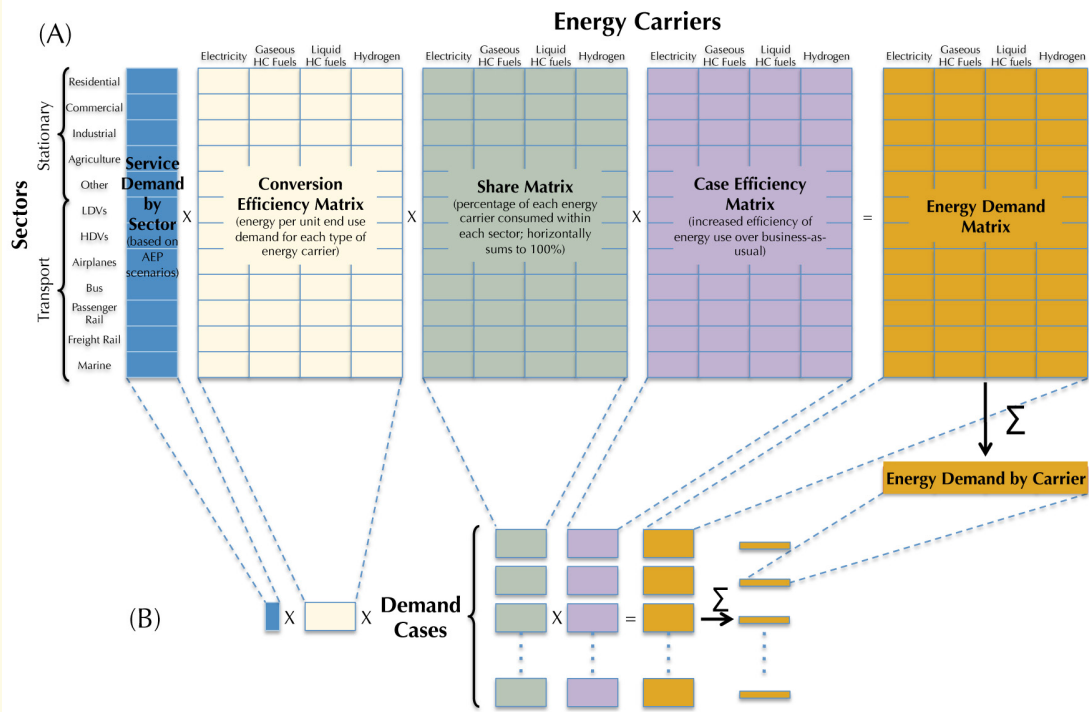 Energy Carriers
(A)
Electricity
Gaseous
HC Fuels
Liquid
HC fuels
Hydrogen
Electricity
Gaseous
HC Fuels
Liquid
HC fuels
Hydrogen
Electricity
Gaseous
HC Fuels
Liquid
HC fuels
Hydrogen
Electricity
Gaseous
HC Fuels
Liquid
HC fuels
Hydrogen
Sectors
Stationary
Transport
Residential
Commercial
Industrial
Agriculture
Other
LDVs
HDVs
Airplanes
Bus
Passenger
Rail
Freight Rail
Marine
Service
Demand
by
Sector
(based on
AEP
scenarios)
X
Conversion
Efficiency Matrix
(energy per unit end use
demand for each type of
energy carrier)
X
Share Matrix
(percentage of each energy
carrier consumed within
each sector; horizontally
sums to 100%)
X
Case Efficiency
Matrix
(increased efficiency of
energy use over business-as-
usual)
=
Energy Demand
Matrix
Σ
Energy Demand by Carrier
(B)
X
X
Demand
Cases
X
=
Σ